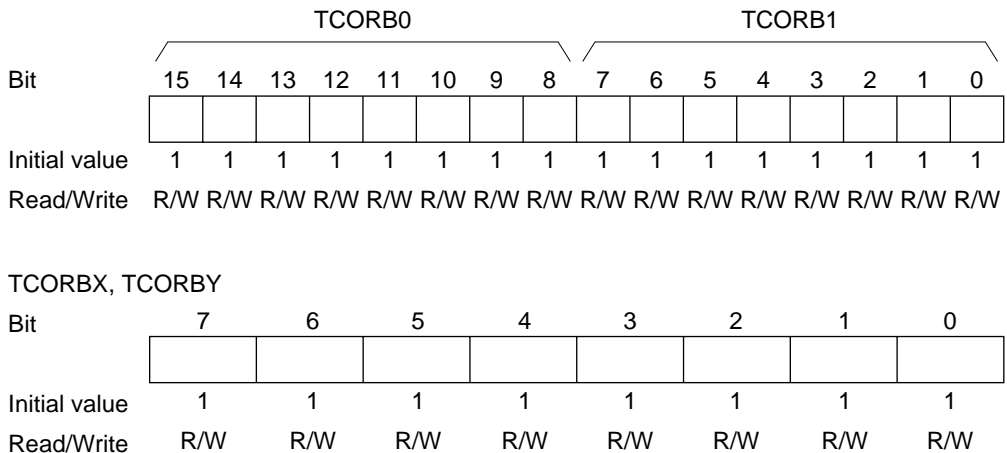 TCORB0 TCORB1
Bit 15 14 13 12 11 10 9 8 7 6 5 4 3 2 1 0
Initial value 1 1 1 1 1 1 1 1 1 1 1 1 1 1 1 1
Read/Write R/W R/W R/W R/W R/W R/W R/W R/W R/W R/W R/W R/W R/W R/W R/W R/W
TCORBX, TCORBY
Bit 7 6 5 4 3 2 1 0
Initial value 1 1 1 1 1 1 1 1
Read/Write R/W R/W R/W R/W R/W R/W R/W R/W